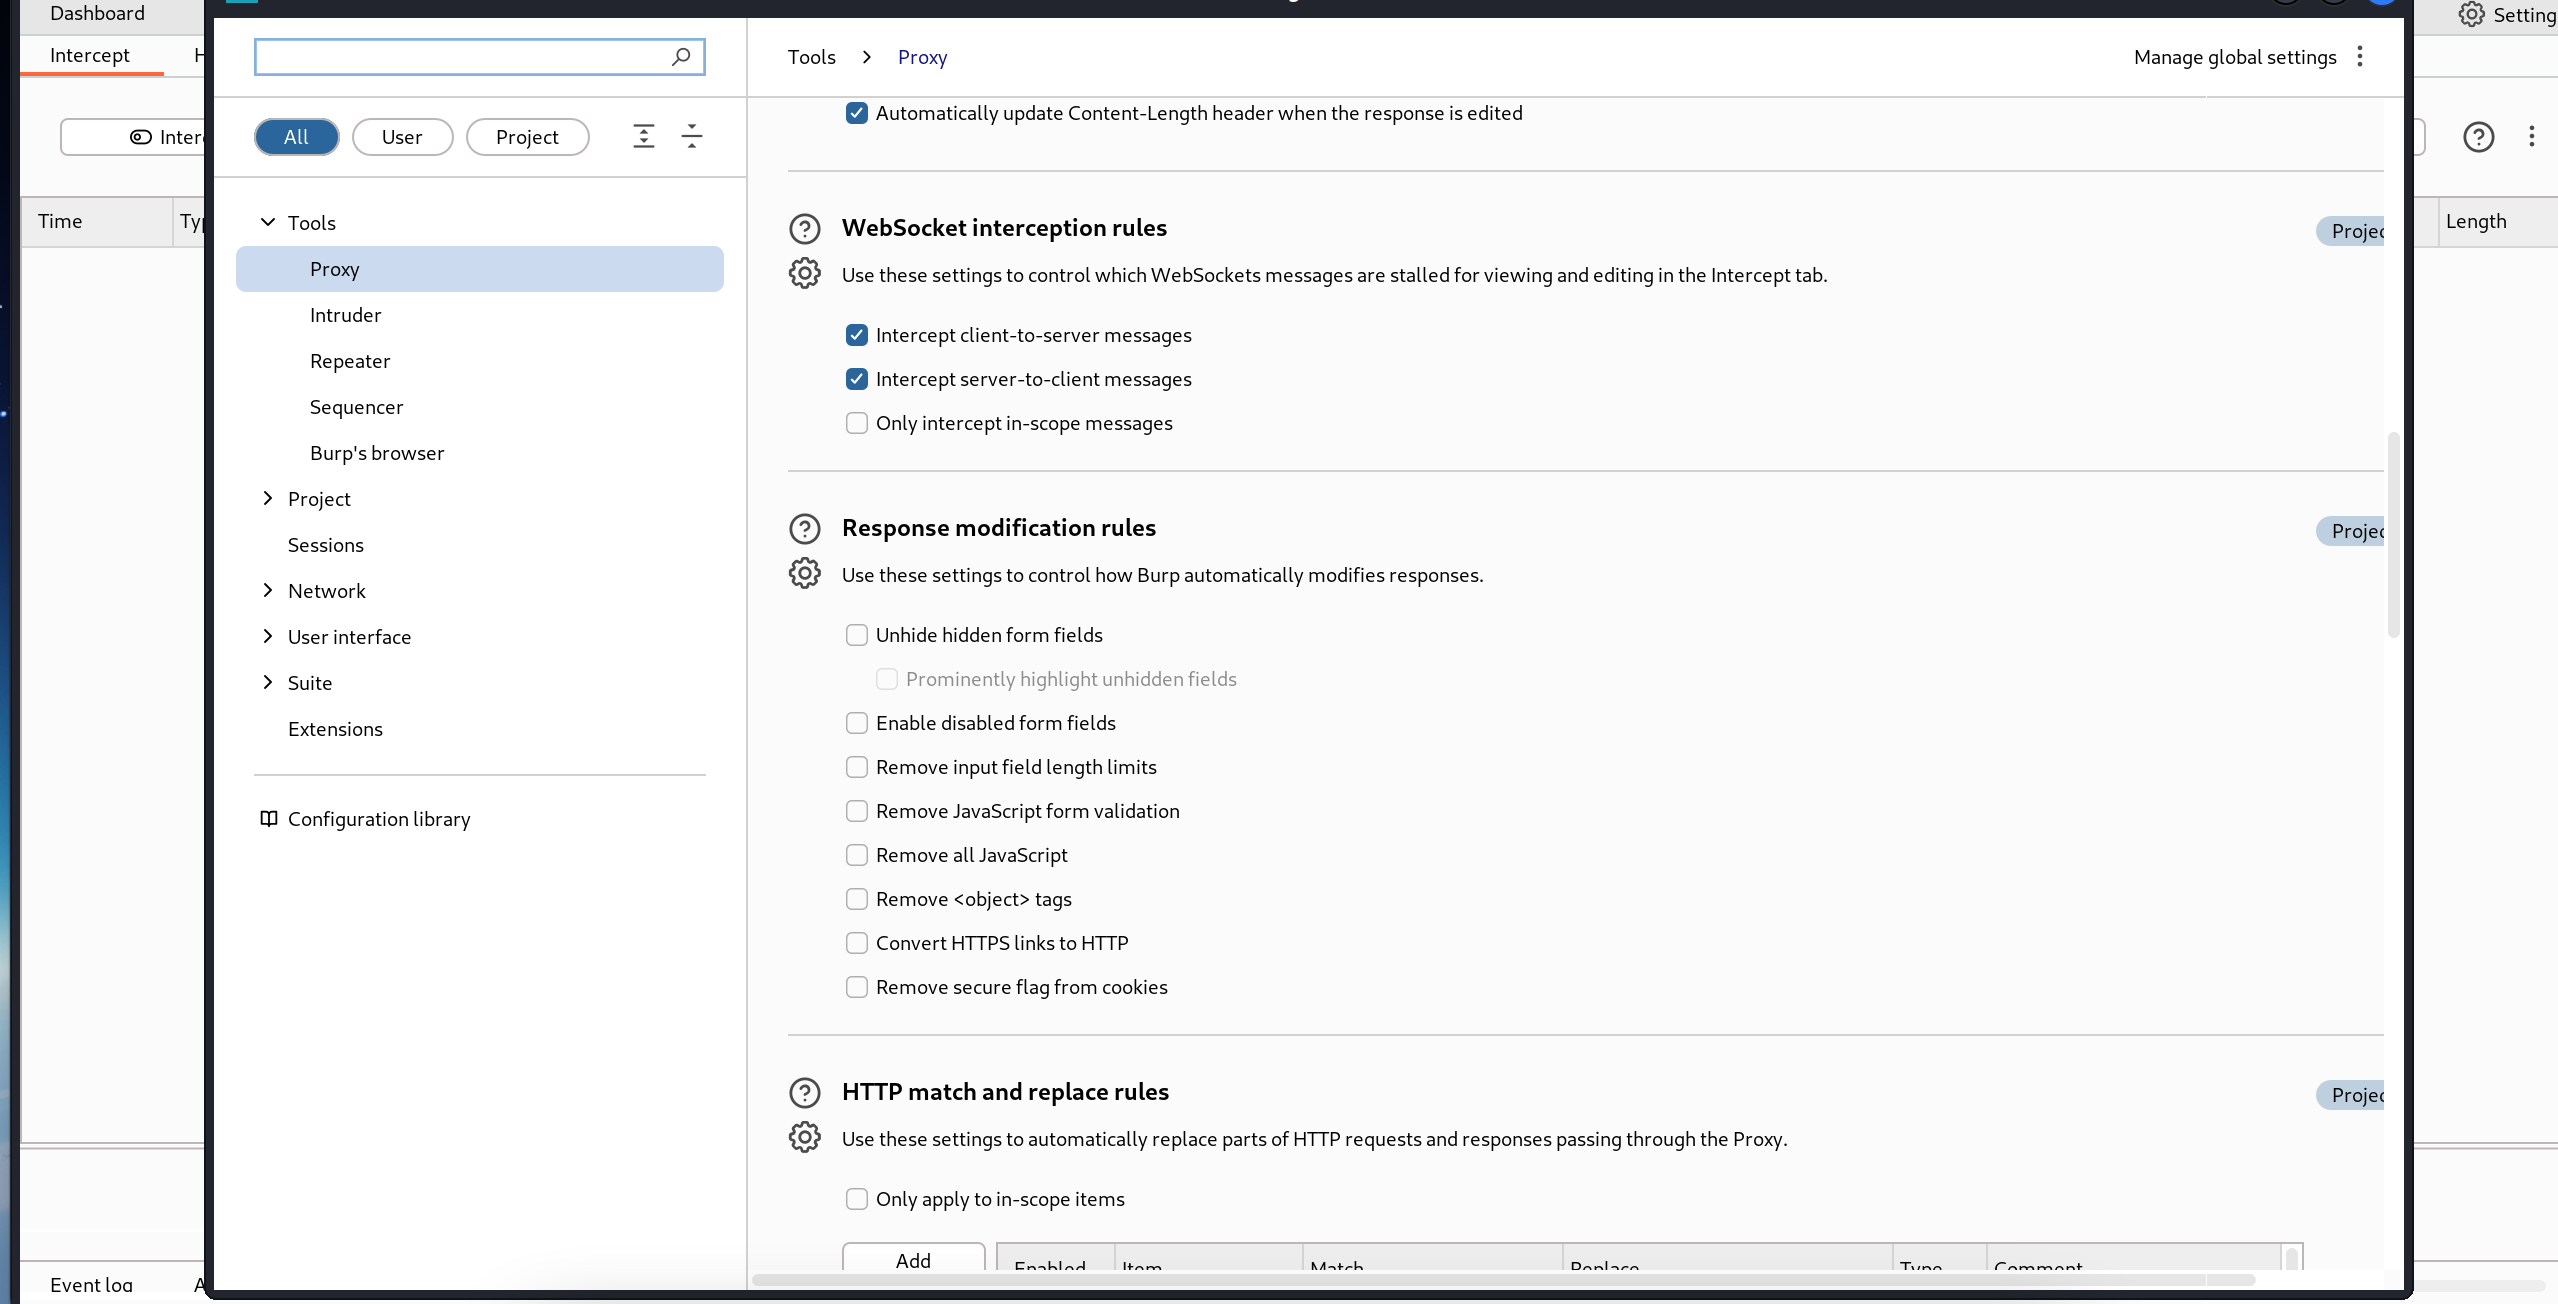 Dashboard
Settings
Intercept
Tools > Proxy
Manage global settings
All
User
Project
Automatically update Content-Length header when the response is edited
Time
Length
Tools
Proxy
Intruder
Repeater
Sequencer
Burp's browser
Project
Sessions
Network
User interface
Suite
Extensions
Configuration library
WebSocket interception rules
Use these settings to control which WebSockets messages are stalled for viewing and editing in the Intercept tab.
Intercept client-to-server messages
Intercept server-to-client messages
Only intercept in-scope messages
Response modification rules
Use these settings to control how Burp automatically modifies responses.
Unhide hidden form fields
Prominently highlight unhidden fields
Enable disabled form fields
Remove input field length limits
Remove JavaScript form validation
Remove all JavaScript
Remove <object> tags
Convert HTTPS links to HTTP
Remove secure flag from cookies
HTTP match and replace rules
Use these settings to automatically replace parts of HTTP requests and responses passing through the Proxy.
Only apply to in-scope items
Add
Enabled
Item
Match
Replace
Type
Comment
Event log